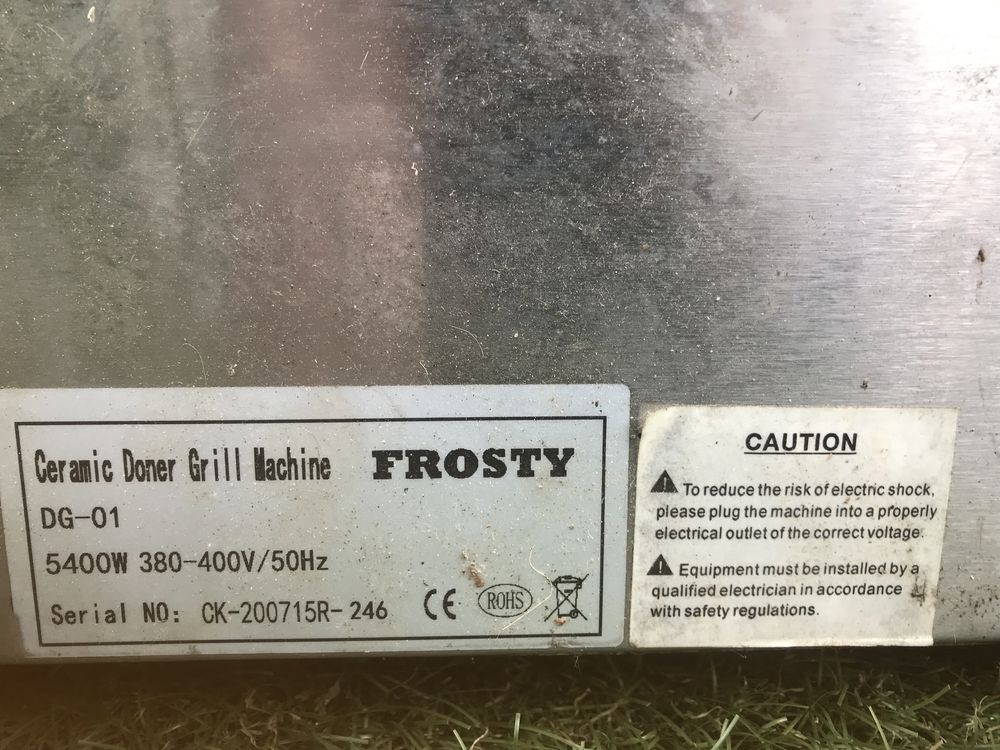 Ceramic Doner Grill Machine FROSTY
DG-01
5400W 380-400V/50Hz
Serial NO: CK-200715R-246
CE ROHS
CAUTION
To reduce the risk of electric shock,
please plug the machine into a properly
electrical outlet of the correct voltage.
Equipment must be installed by a
qualified electrician in accordance
with safety regulations.